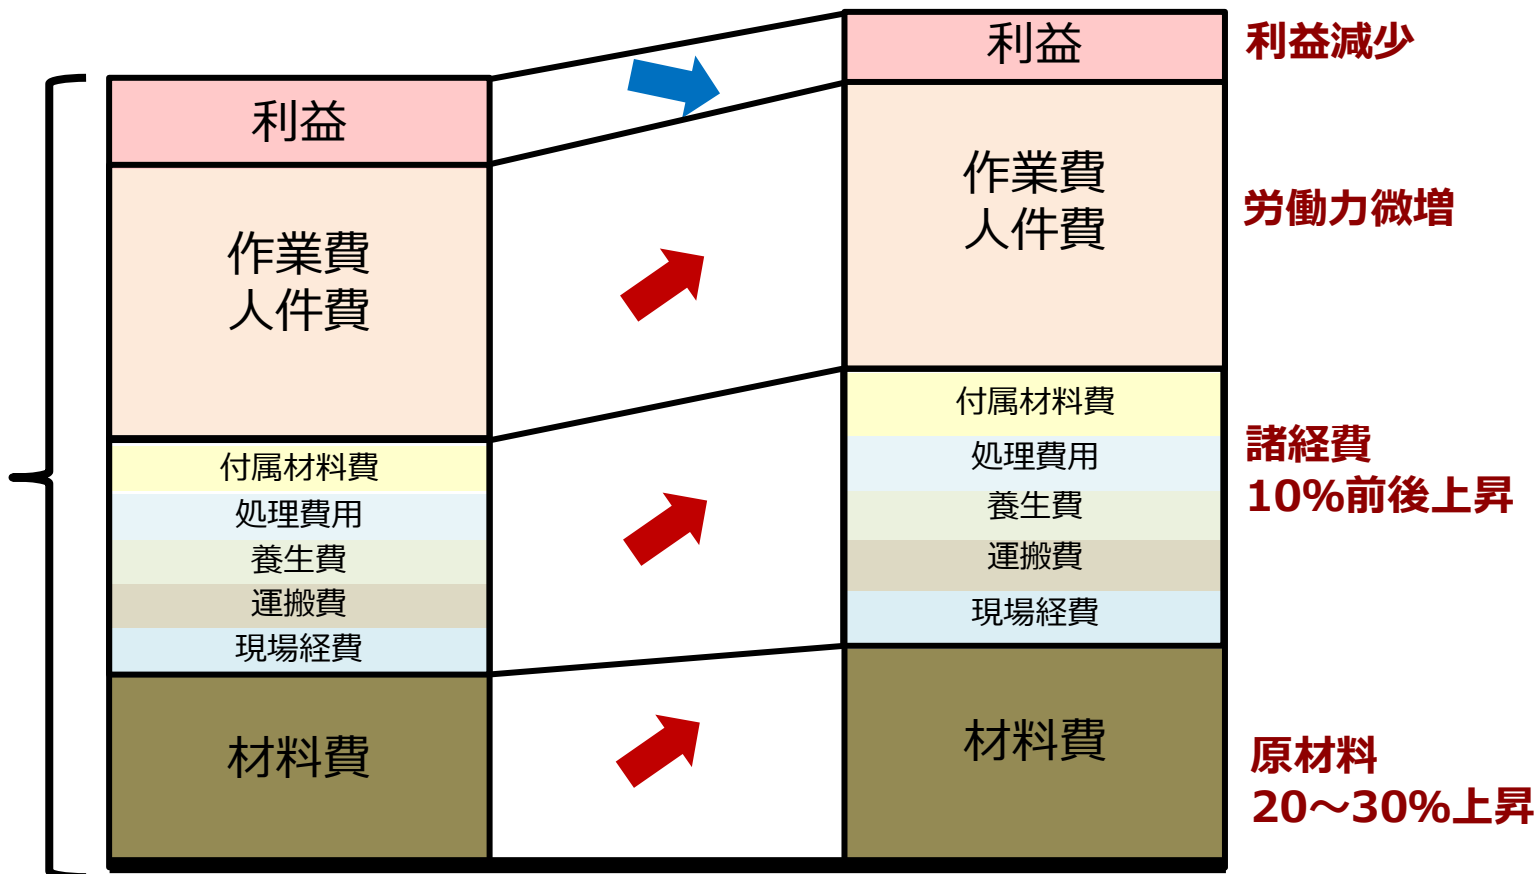 利益
作業費
人件費
付属材料費
処理費用
養生費
運搬費
現場経費
材料費
利益
作業費
人件費
付属材料費
処理費用
養生費
運搬費
現場経費
材料費
利益減少
労働力微増
諸経費
10%前後上昇
原材料
20～30%上昇